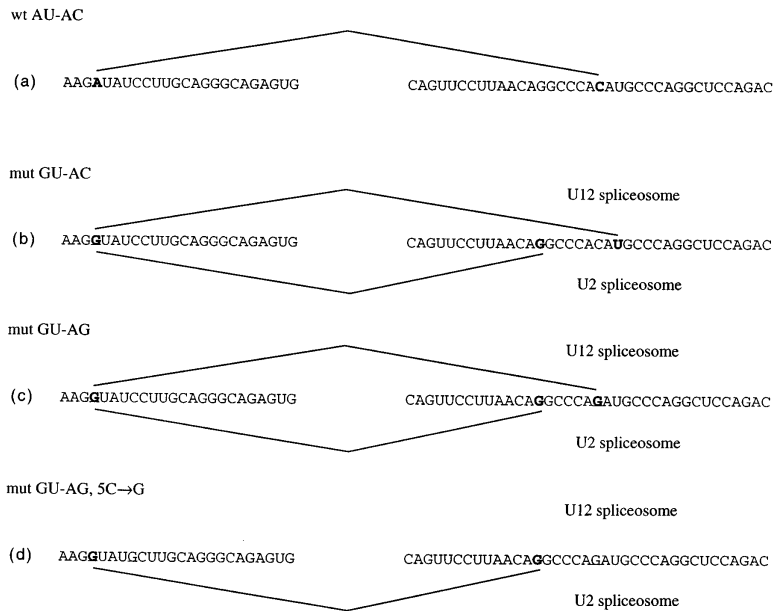 wt AU-AC
(a) AAGAUAUCCUUGCAGGGCAGAGUG CAGUUCCUUAACAGGCCCACAUGCCCAGGCUCCAGAC
mut GU-AC
U12 spliceosome
(b) AAGGUAUCCUUGCAGGGCAGAGUG CAGUUCCUUAACAGGCCCACAUGCCCAGGCUCCAGAC
U2 spliceosome
mut GU-AG
U12 spliceosome
(c) AAGGUAUCCUUGCAGGGCAGAGUG CAGUUCCUUAACAGGCCCAGAUGCCCAGGCUCCAGAC
U2 spliceosome
mut GU-AG, 5C→G
U12 spliceosome
(d) AAGGUAUGCUUGCAGGGCAGAGUG CAGUUCCUUAACAGGCCCAGAUGCCCAGGCUCCAGAC
U2 spliceosome